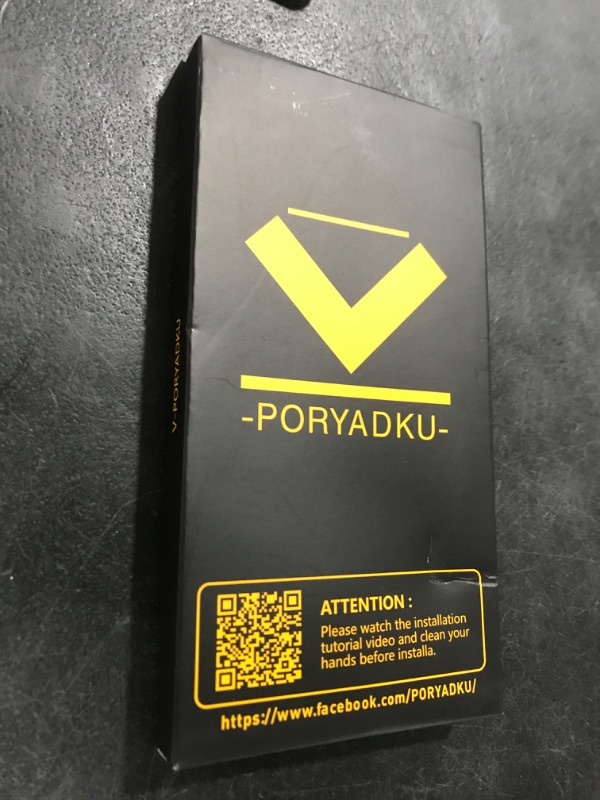 -PORYADKU-
V-PORYADKU
ATTENTION :
Please watch the installation
tutorial video and clean your
hands before installa.
https://www.facebook.com/PORYADKU/